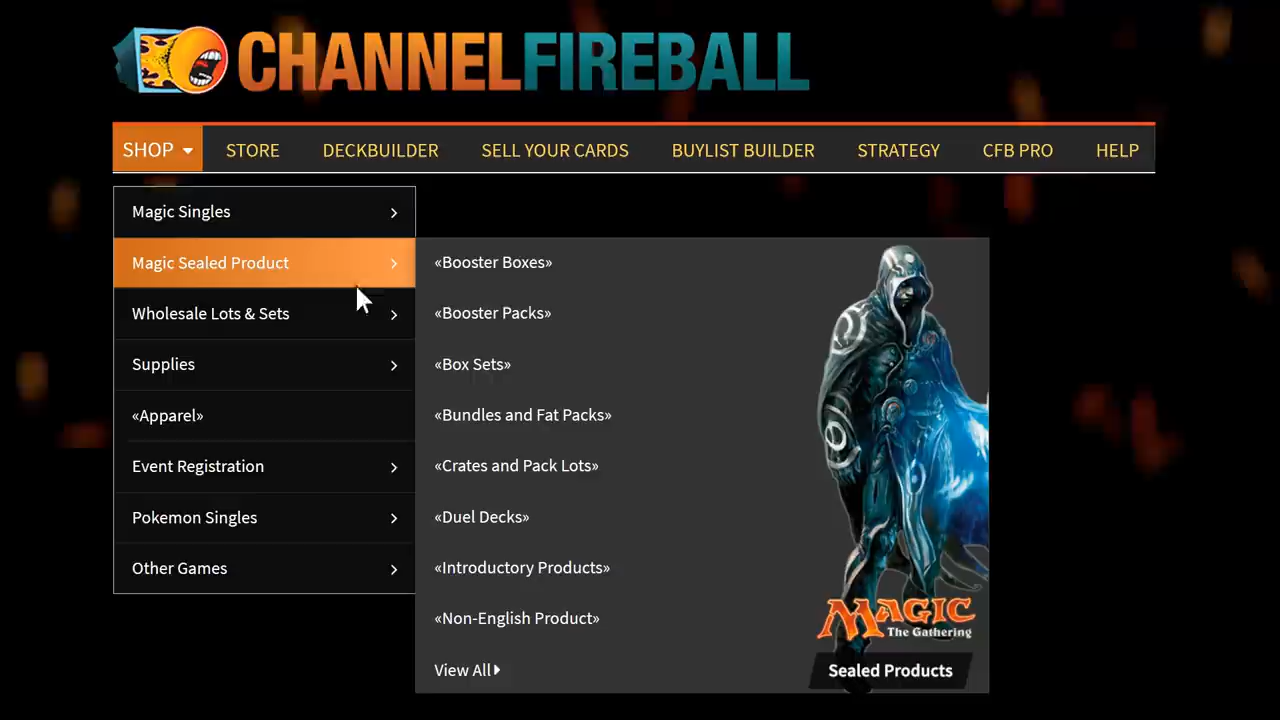 CHANNELFIREBALL
SHOP STORE DECKBUILDER SELL YOUR CARDS BUYLIST BUILDER STRATEGY CFB PRO HELP
Magic Singles
Magic Sealed Product
Wholesale Lots & Sets
Supplies
«Apparel»
Event Registration
Pokemon Singles
Other Games
«Booster Boxes»
«Booster Packs»
«Box Sets»
«Bundles and Fat Packs»
«Crates and Pack Lots»
«Duel Decks»
«Introductory Products»
«Non-English Product»
View All
MAGIC
The Gathering
Sealed Products